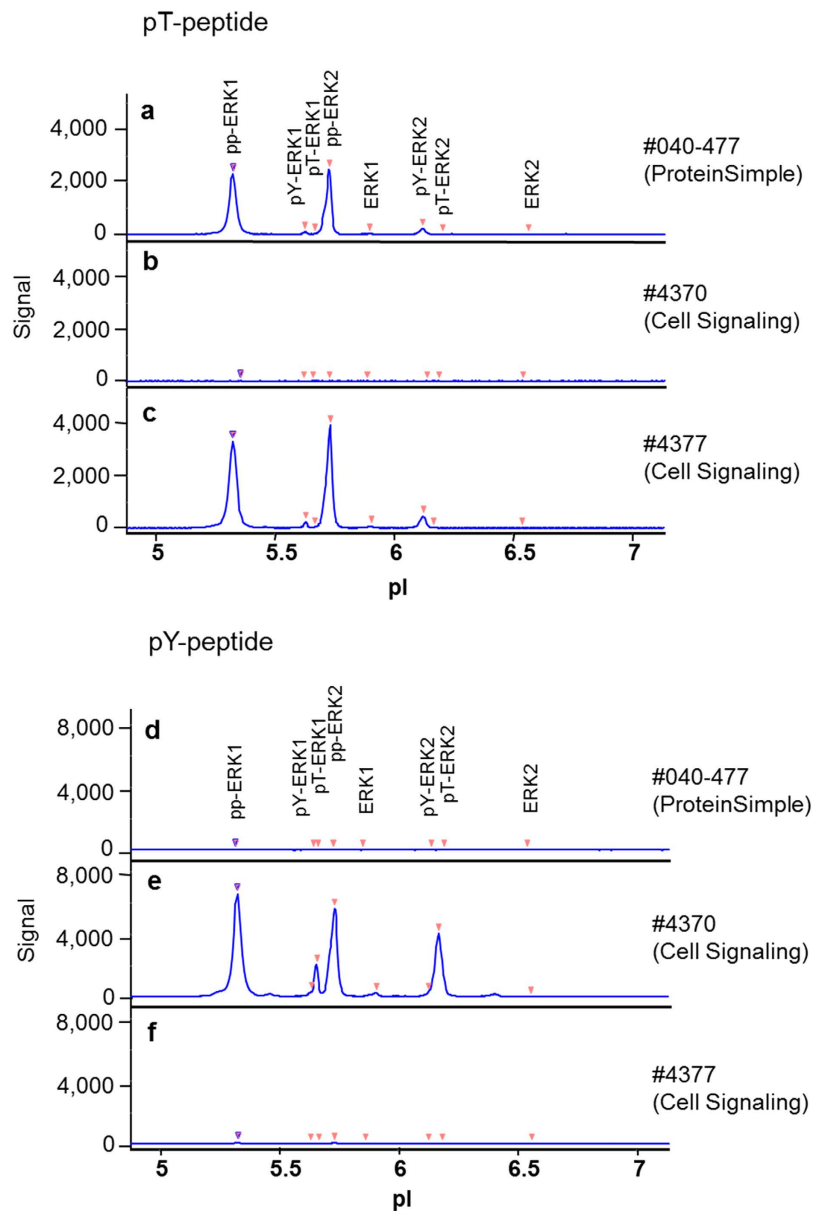 pT-peptide
a
pp-ERK1
pY-ERK1
pT-ERK1
pp-ERK2
ERK1
pY-ERK2
pT-ERK2
ERK2
4,000
2,000
0
#040-477
(ProteinSimple)
b
4,000
2,000
0
#4370
(Cell Signaling)
Signal
c
4,000
2,000
0
#4377
(Cell Signaling)
5 5.5 6 6.5 7
pI
pY-peptide
d
pp-ERK1
pY-ERK1
pT-ERK1
pp-ERK2
ERK1
pY-ERK2
pT-ERK2
ERK2
8,000
4,000
0
#040-477
(ProteinSimple)
e
8,000
4,000
0
#4370
(Cell Signaling)
Signal
f
8,000
4,000
0
#4377
(Cell Signaling)
5 5.5 6 6.5 7
pI